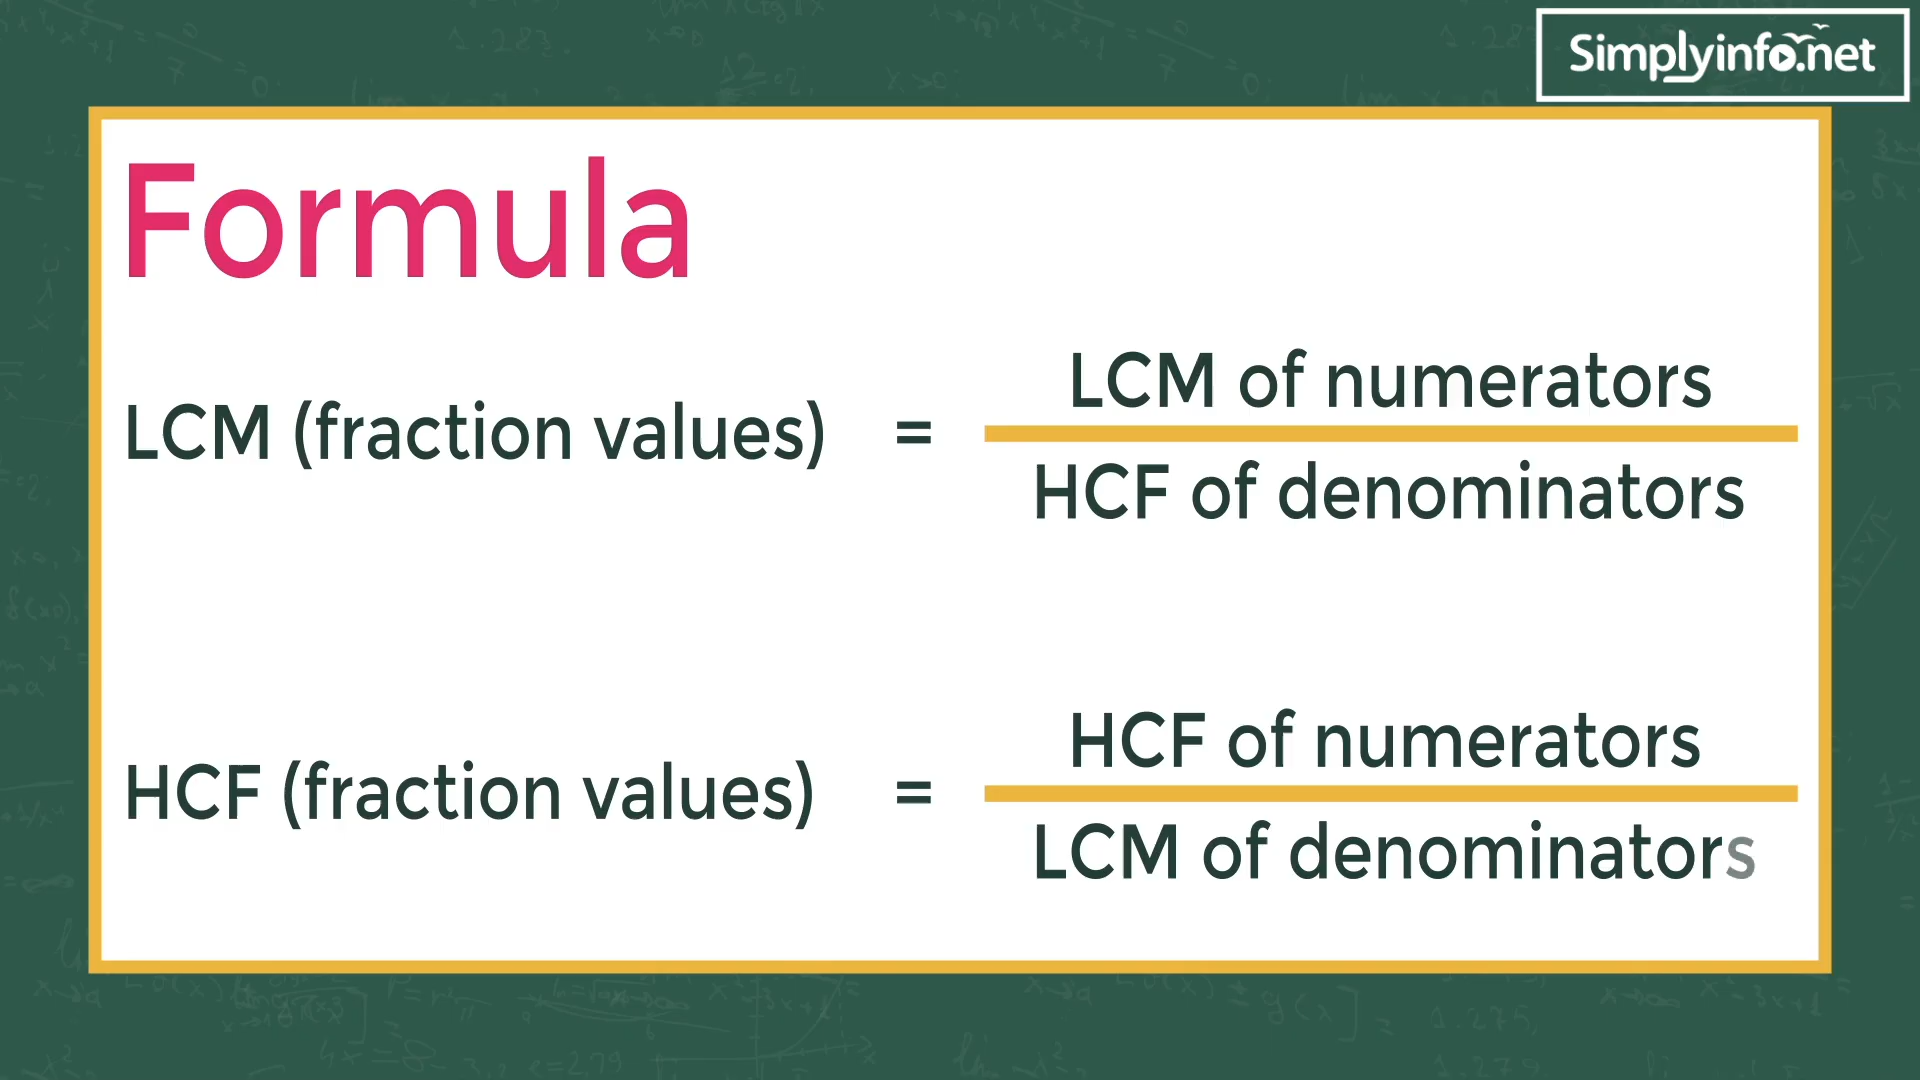 Simplyinfo.net
Formula
LCM (fraction values) = LCM of numerators
HCF of denominators
HCF (fraction values) = HCF of numerators
LCM of denominators